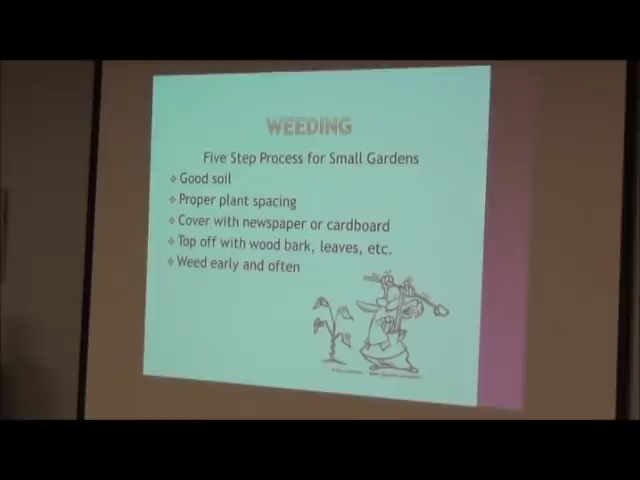 WEEDING
Five Step Process for Small Gardens
❖ Good soil
❖ Proper plant spacing
❖ Cover with newspaper or cardboard
❖ Top off with wood bark, leaves, etc.
❖ Weed early and often